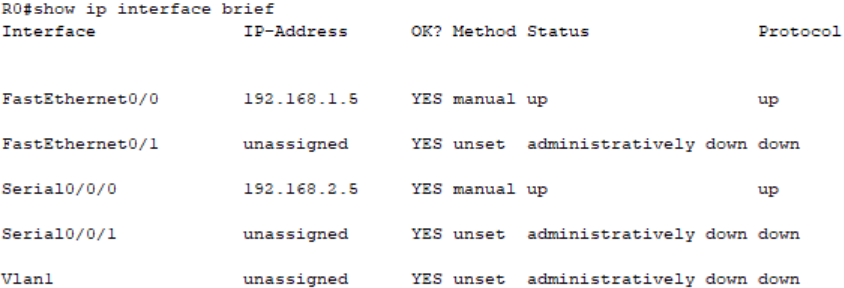 R0#show ip interface brief
Interface IP-Address OK? Method Status Protocol
FastEthernet0/0 192.168.1.5 YES manual up up
FastEthernet0/1 unassigned YES unset administratively down down
Serial0/0/0 192.168.2.5 YES manual up up
Serial0/0/1 unassigned YES unset administratively down down
Vlan1 unassigned YES unset administratively down down